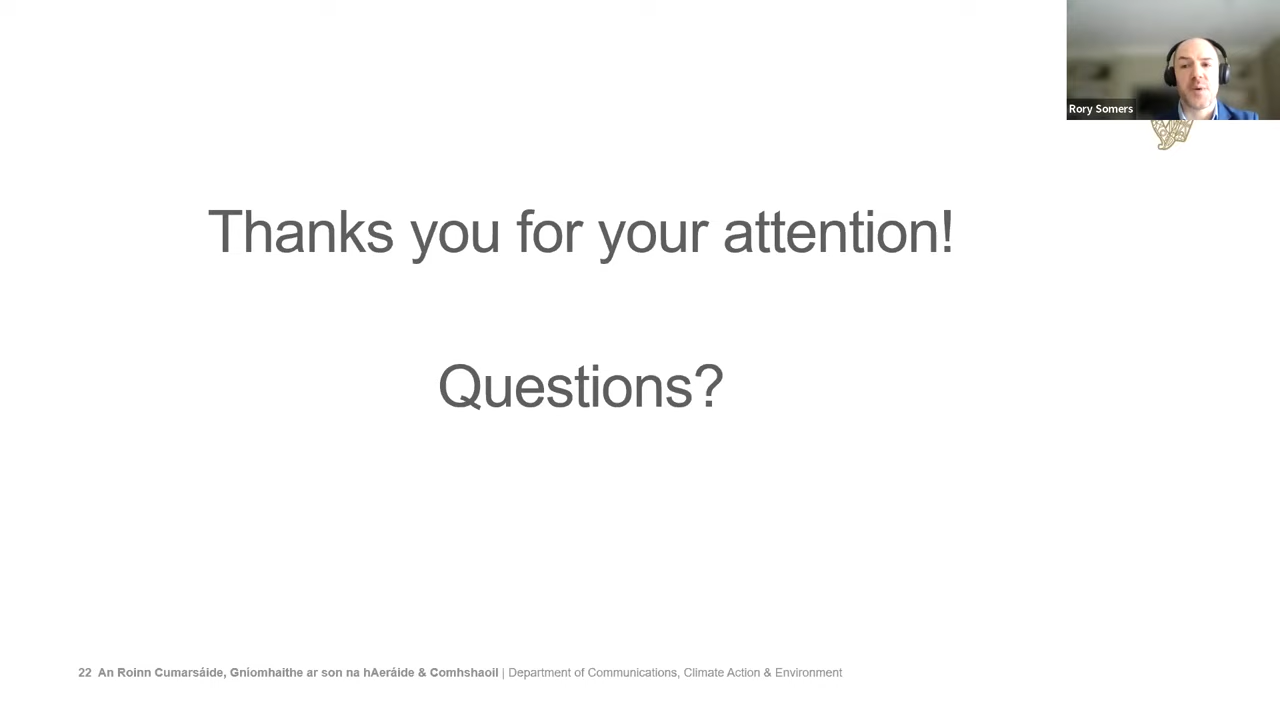 Rory Somers
Thanks you for your attention!
Questions?
22 An Roinn Cumarsáide, Gníomhaithe ar son na hAeráide & Comhshaoil | Department of Communications, Climate Action & Environment